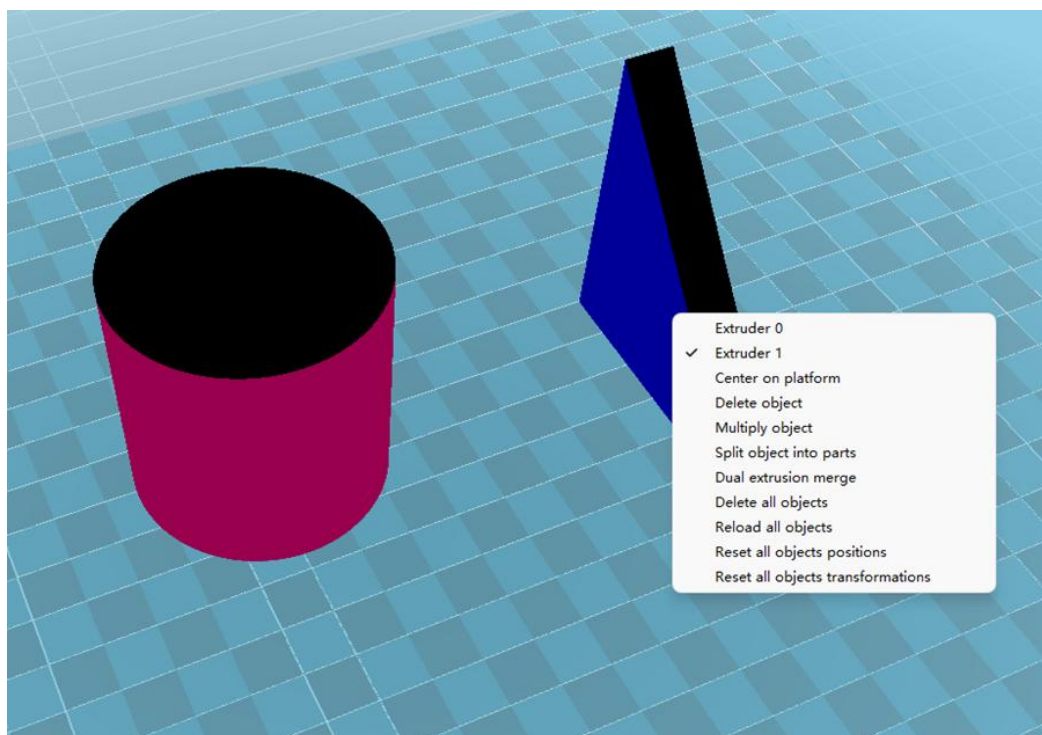 Extruder 0
Extruder 1
Center on platform
Delete object
Multiply object
Split object into parts
Dual extrusion merge
Delete all objects
Reload all objects
Reset all objects positions
Reset all objects transformations